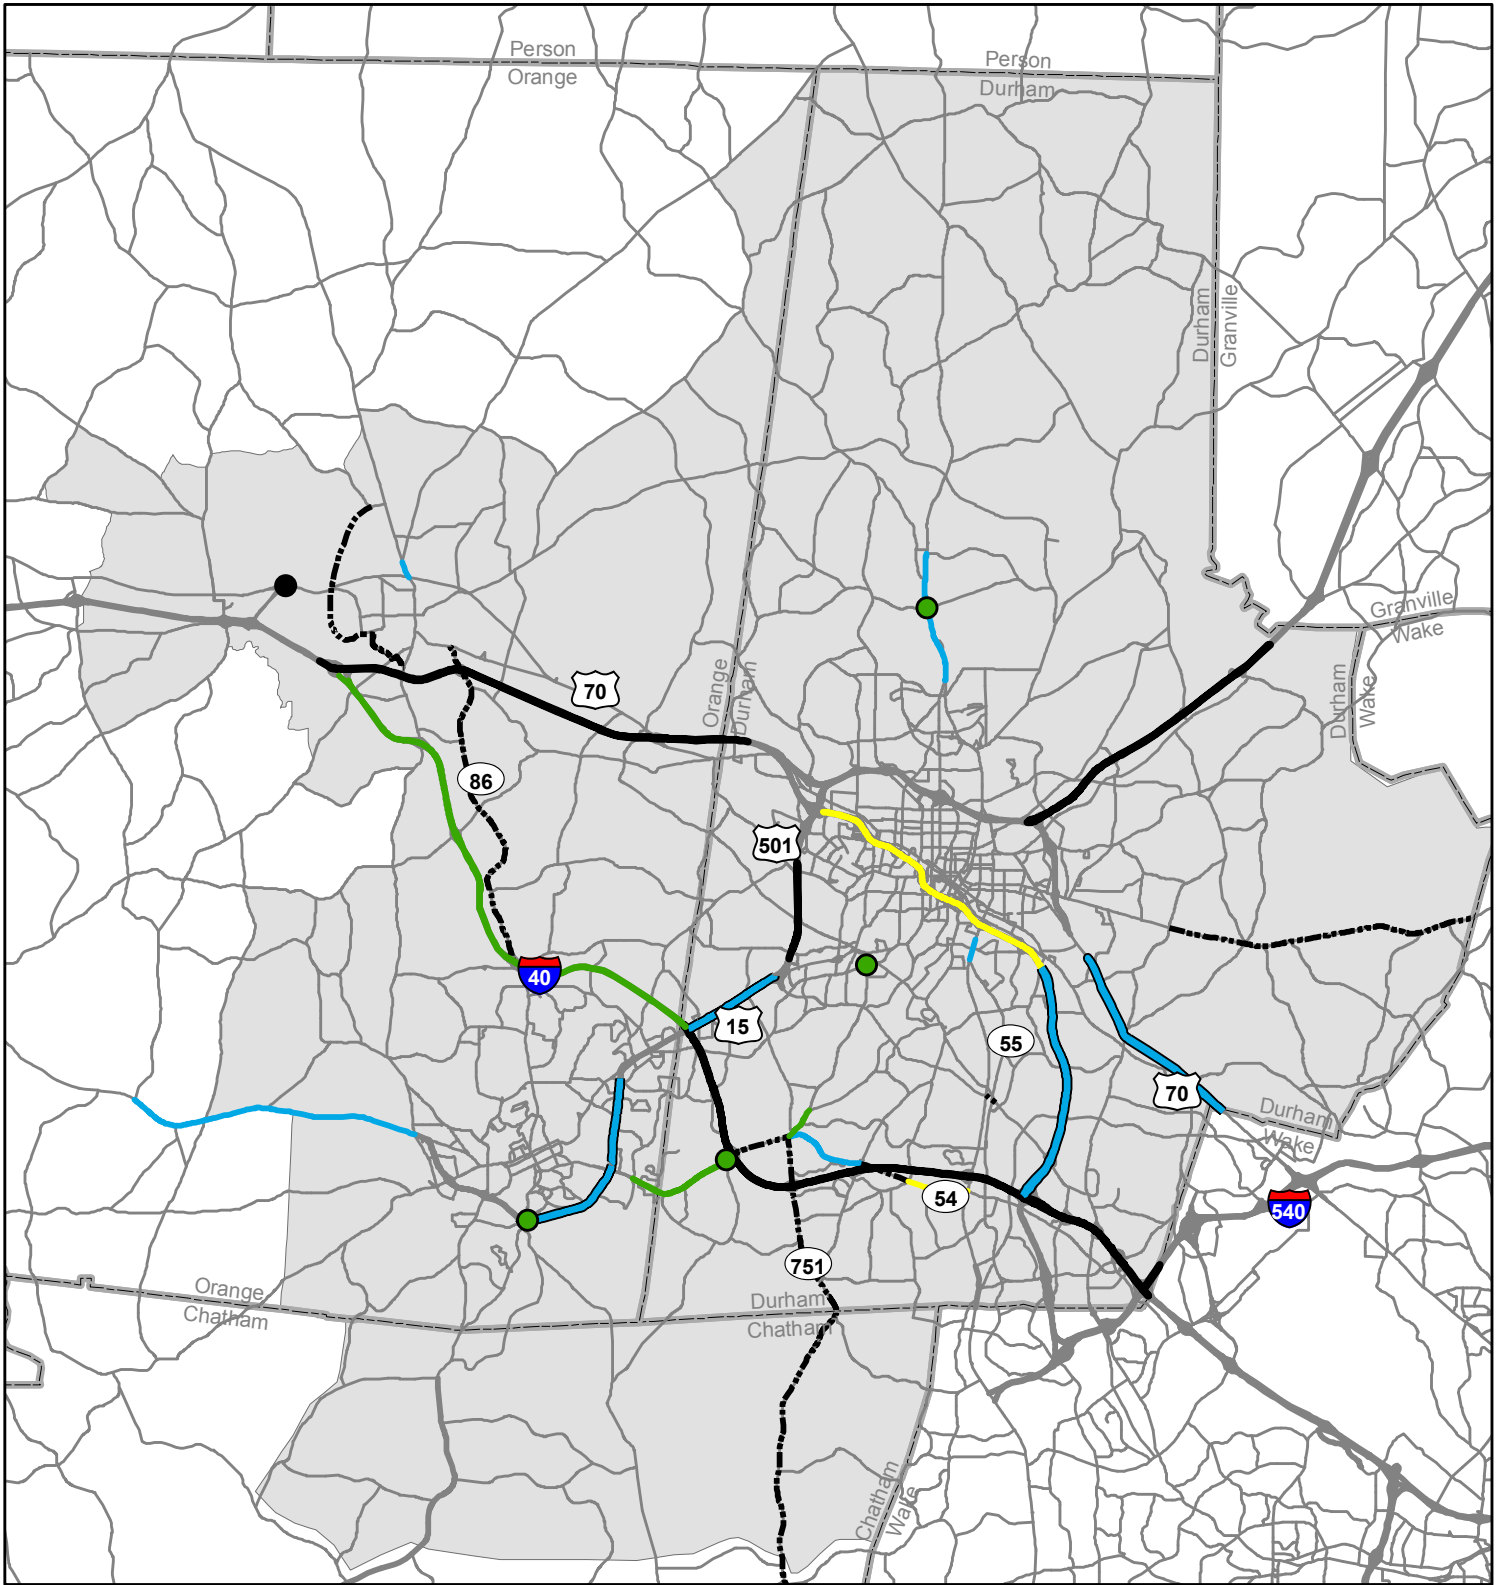 Person
Orange
Person
Durham
Durham
Granville
Granville
Wake
Orange
Durham
Durham
Wake
70
86
501
40
15
55
70
Durham
Wake
54
540
751
Orange
Chatham
Durham
Chatham
Chatham
Wake